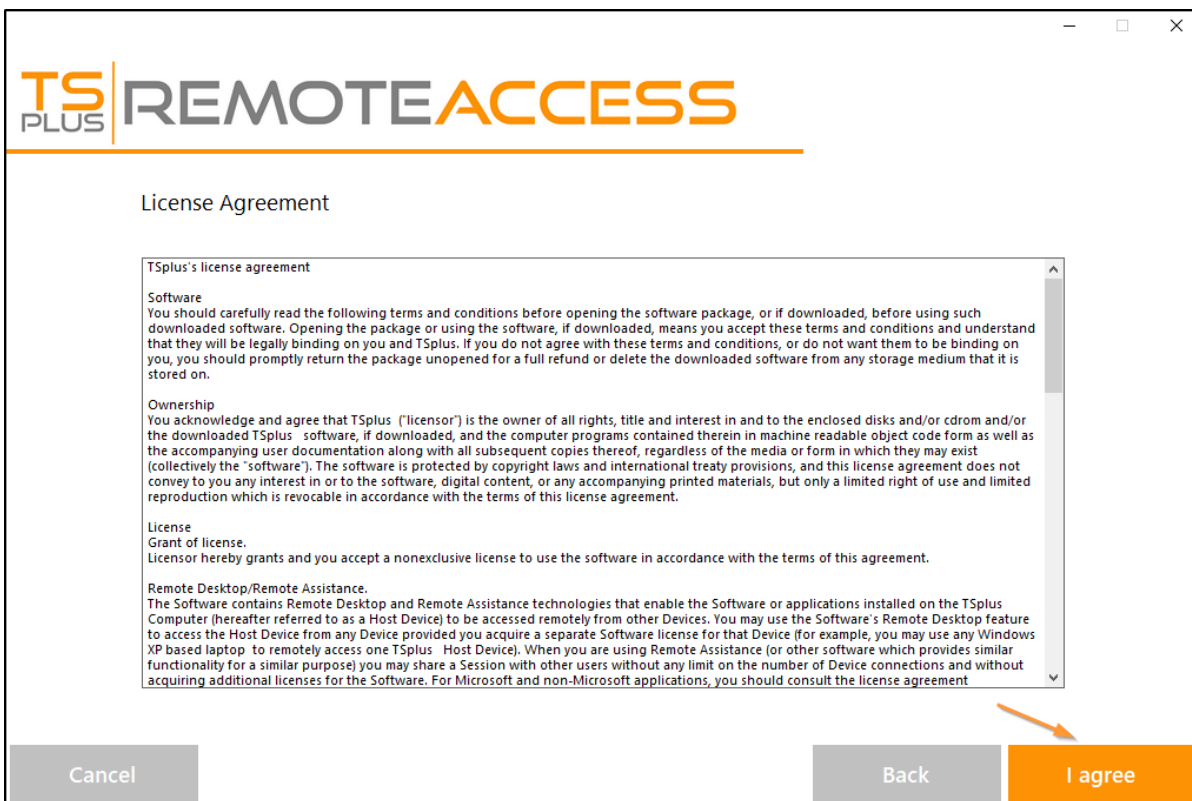 TS PLUS REMOTEACCESS
License Agreement
TSplus's license agreement
Software
You should carefully read the following terms and conditions before opening the software package, or if downloaded, before using such
downloaded software. Opening the package or using the software, if downloaded, means you accept these terms and conditions and understand
that they will be legally binding on you and TSplus. If you do not agree with these terms and conditions, or do not want them to be binding on
you, you should promptly return the package unopened for a full refund or delete the downloaded software from any storage medium that it is
stored on.
Ownership
You acknowledge and agree that TSplus ("licensor") is the owner of all rights, title and interest in and to the enclosed disks and/or cdrom and/or
the downloaded TSplus software, if downloaded, and the computer programs contained therein in machine readable object code form as well as
the accompanying user documentation along with all subsequent copies thereof, regardless of the media or form in which they may exist
(collectively the "software"). The software is protected by copyright laws and international treaty provisions, and this license agreement does not
convey to you any interest in or to the software, digital content, or any accompanying printed materials, but only a limited right of use and limited
reproduction which is revocable in accordance with the terms of this license agreement.
License
Grant of license.
Licensor hereby grants and you accept a nonexclusive license to use the software in accordance with the terms of this agreement.
Remote Desktop/Remote Assistance.
The Software contains Remote Desktop and Remote Assistance technologies that enable the Software or applications installed on the TSplus
Computer (hereafter referred to as a Host Device) to be accessed remotely from other Devices. You may use the Software's Remote Desktop feature
to access the Host Device from any Device provided you acquire a separate Software license for that Device (for example, you may use any Windows
XP based laptop to remotely access one TSplus Host Device). When you are using Remote Assistance (or other software which provides similar
functionality for a similar purpose) you may share a Session with other users without any limit on the number of Device connections and without
acquiring additional licenses for the Software. For Microsoft and non-Microsoft applications, you should consult the license agreement
Cancel
Back
I agree